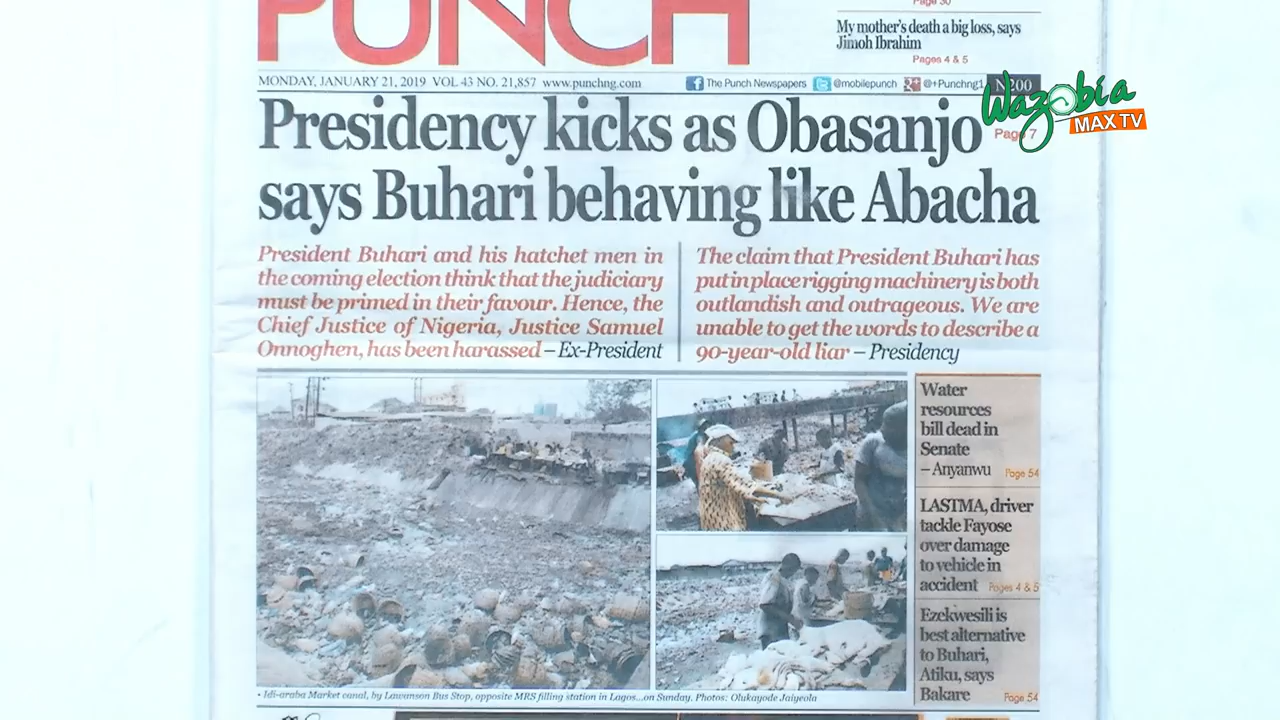 PUNCH
Page 30
My mother's death a big loss, says
Jimoh Ibrahim
Pages 4 & 5
MONDAY, JANUARY 21, 2019 VOL 43 NO. 21,857 www.punchng.com
The Punch Newspapers
@mobilepunch
@+Punchng1
N200
Wazobia
MAX TV
Presidency kicks as Obasanjo
Page 7
says Buhari behaving like Abacha
President Buhari and his hatchet men in
the coming election think that the judiciary
must be primed in their favour. Hence, the
Chief Justice of Nigeria, Justice Samuel
Onnoghen, has been harassed – Ex-President
The claim that President Buhari has
put in place rigging machinery is both
outlandish and outrageous. We are
unable to get the words to describe a
90-year-old liar – Presidency
Water
resources
bill dead in
Senate
– Anyanwu Page 54
LASTMA, driver
tackle Fayose
over damage
to vehicle in
accident Pages 4 & 5
Ezekwesili is
best alternative
to Buhari,
Atiku, says
Bakare Page 54
• Idi-araba Market canal, by Lawanson Bus Stop, opposite MRS filling station in Lagos...on Sunday. Photos: Olukayode Jaiyeola